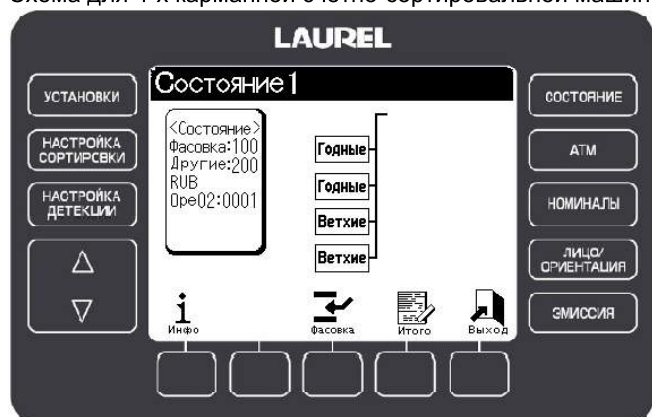 Схема для 4-х карманной счетно-сортировальной машин
LAUREL
УСТАНОВКИ
НАСТРОЙКА
СОРТИРОВКИ
НАСТРОЙКА
ДЕТЕКЦИИ
Состояние1
<Состояние>
Фасовка:100
Другие:200
RUB
Оре02:0001
Годные
Годные
Ветхие
Ветхие
Инфо
Фасовка
Итого
Выход
СОСТОЯНИЕ
АТМ
НОМИНАЛЫ
ЛИЦО/
ОРИЕНТАЦИЯ
ЭМИССИЯ